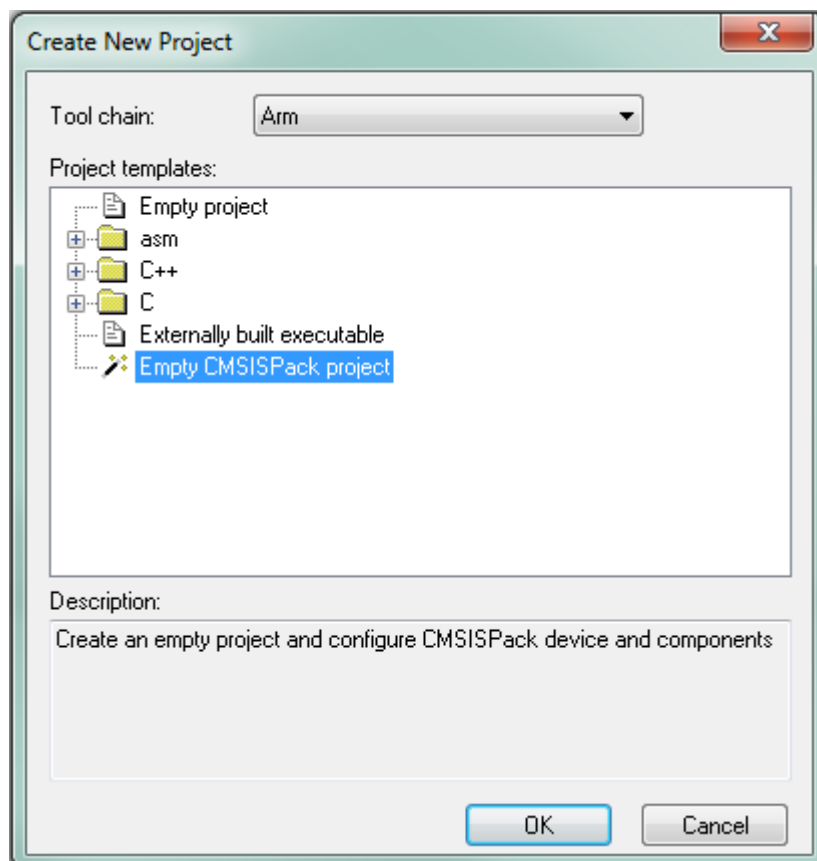 Create New Project
Tool chain:
Arm
Project templates:
Empty project
asm
C++
C
Externally built executable
Empty CMSISPack project
Description:
Create an empty project and configure CMSISPack device and components
OK
Cancel